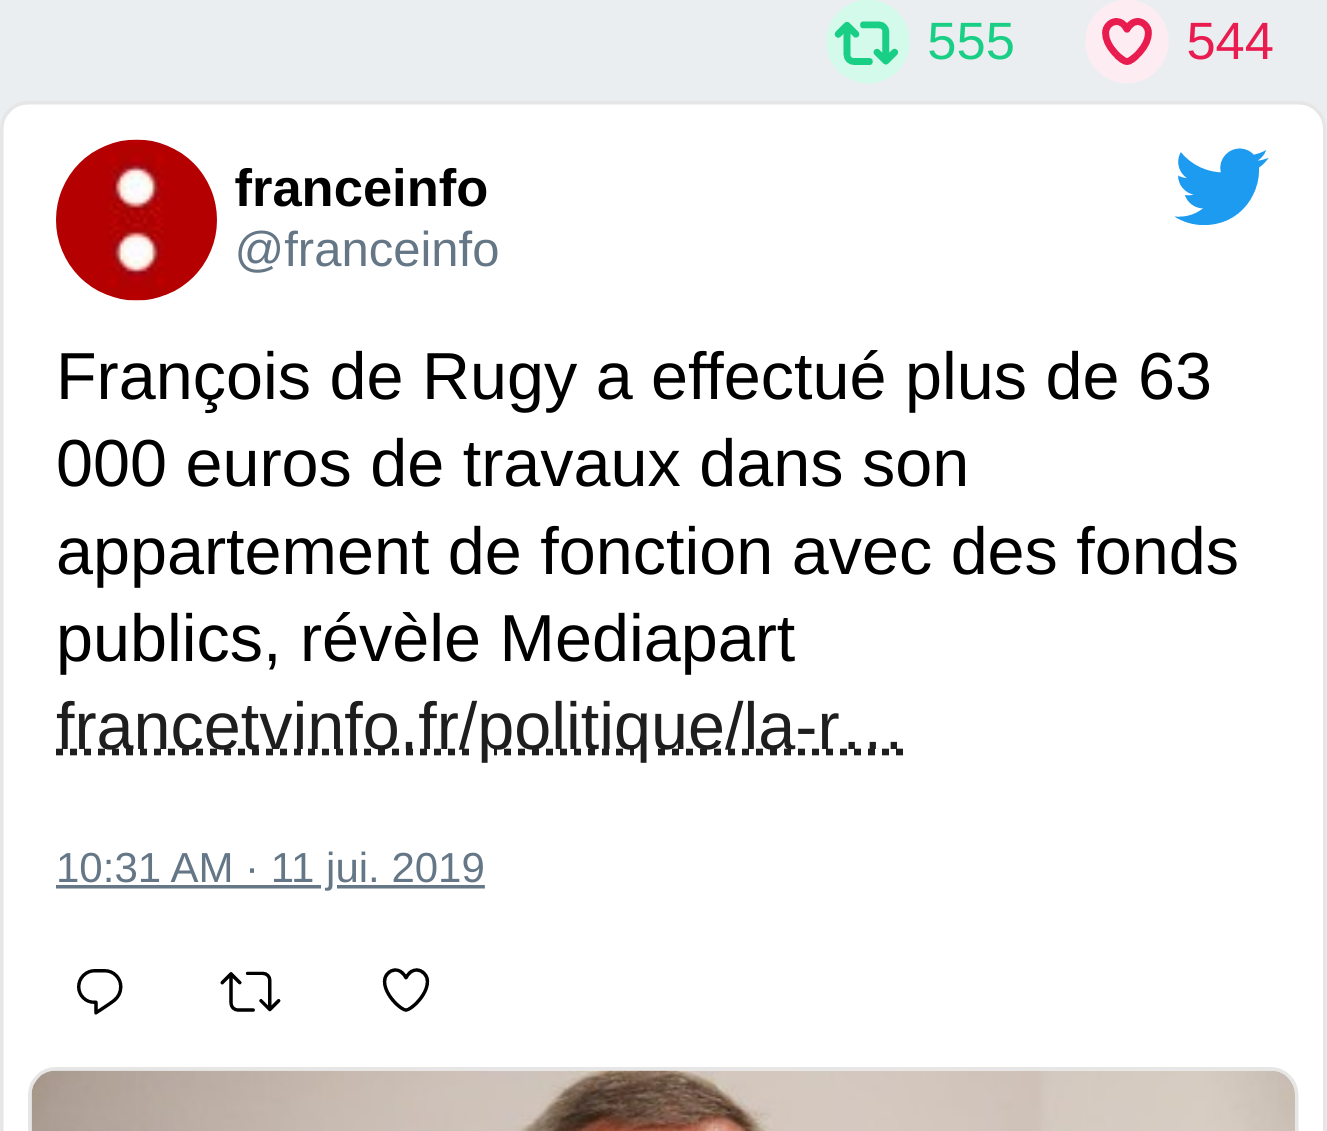 555 544
franceinfo
@franceinfo
François de Rugy a effectué plus de 63
000 euros de travaux dans son
appartement de fonction avec des fonds
publics, révèle Mediapart
francetvinfo.fr/politique/la-r…
10:31 AM · 11 jui. 2019